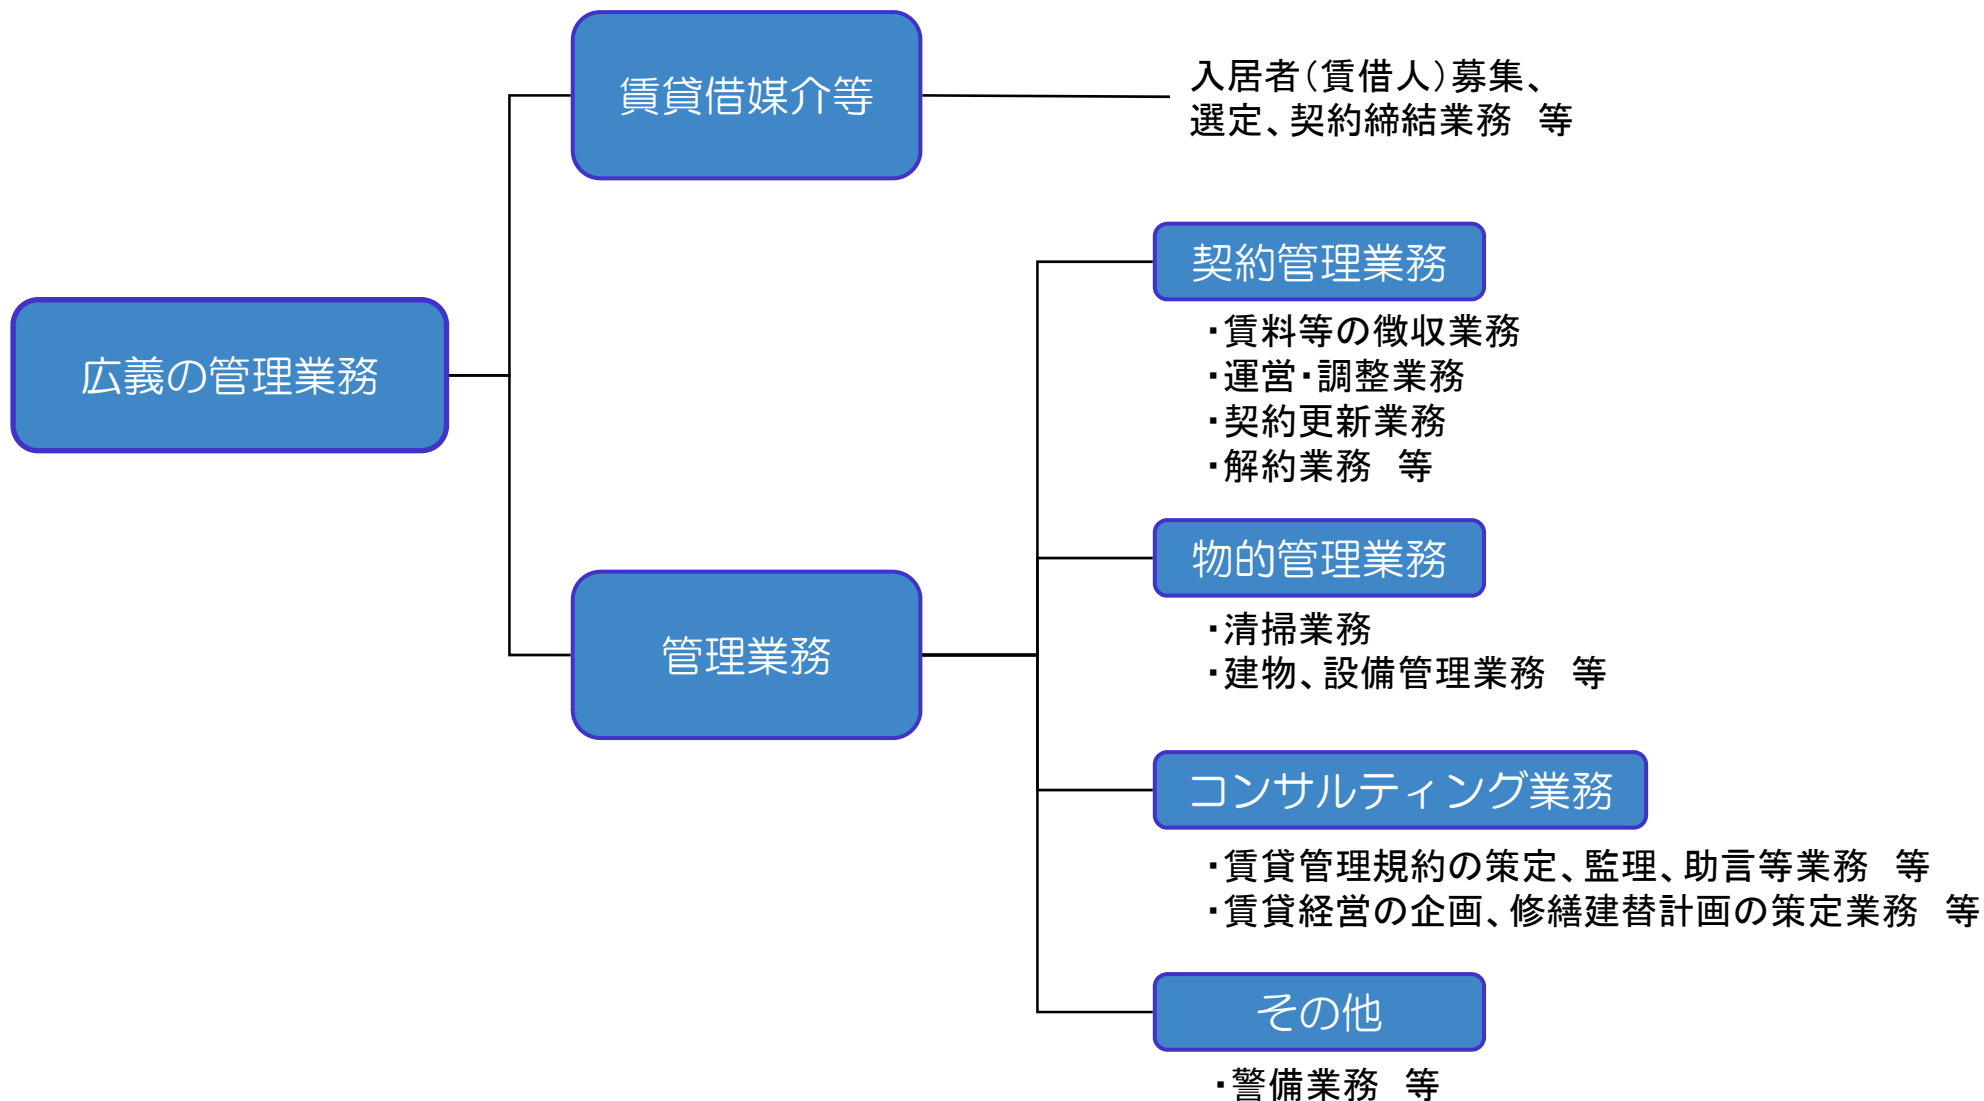 賃貸借媒介等
入居者（賃借人）募集、
選定、契約締結業務　等
広義の管理業務
管理業務
契約管理業務
・賃料等の徴収業務
・運営・調整業務
・契約更新業務
・解約業務　等
物的管理業務
・清掃業務
・建物、設備管理業務　等
コンサルティング業務
・賃貸管理規約の策定、監理、助言等業務　等
・賃貸経営の企画、修繕建替計画の策定業務　等
その他
・警備業務　等